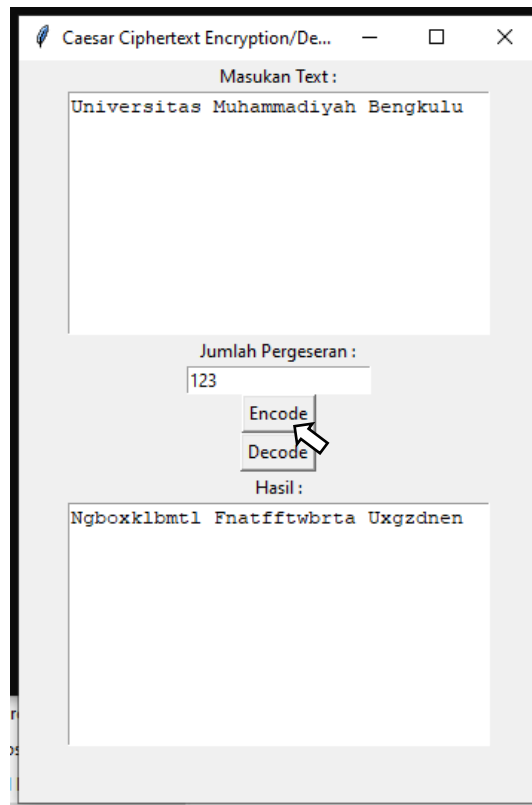 Caesar Ciphertext Encryption/De...
Masukan Text :
Universitas Muhammadiyah Bengkulu
Jumlah Pergeseran :
123
Encode
Decode
Hasil :
Ngboxklbmtl Fnatfftwbrta Uxgzdnen